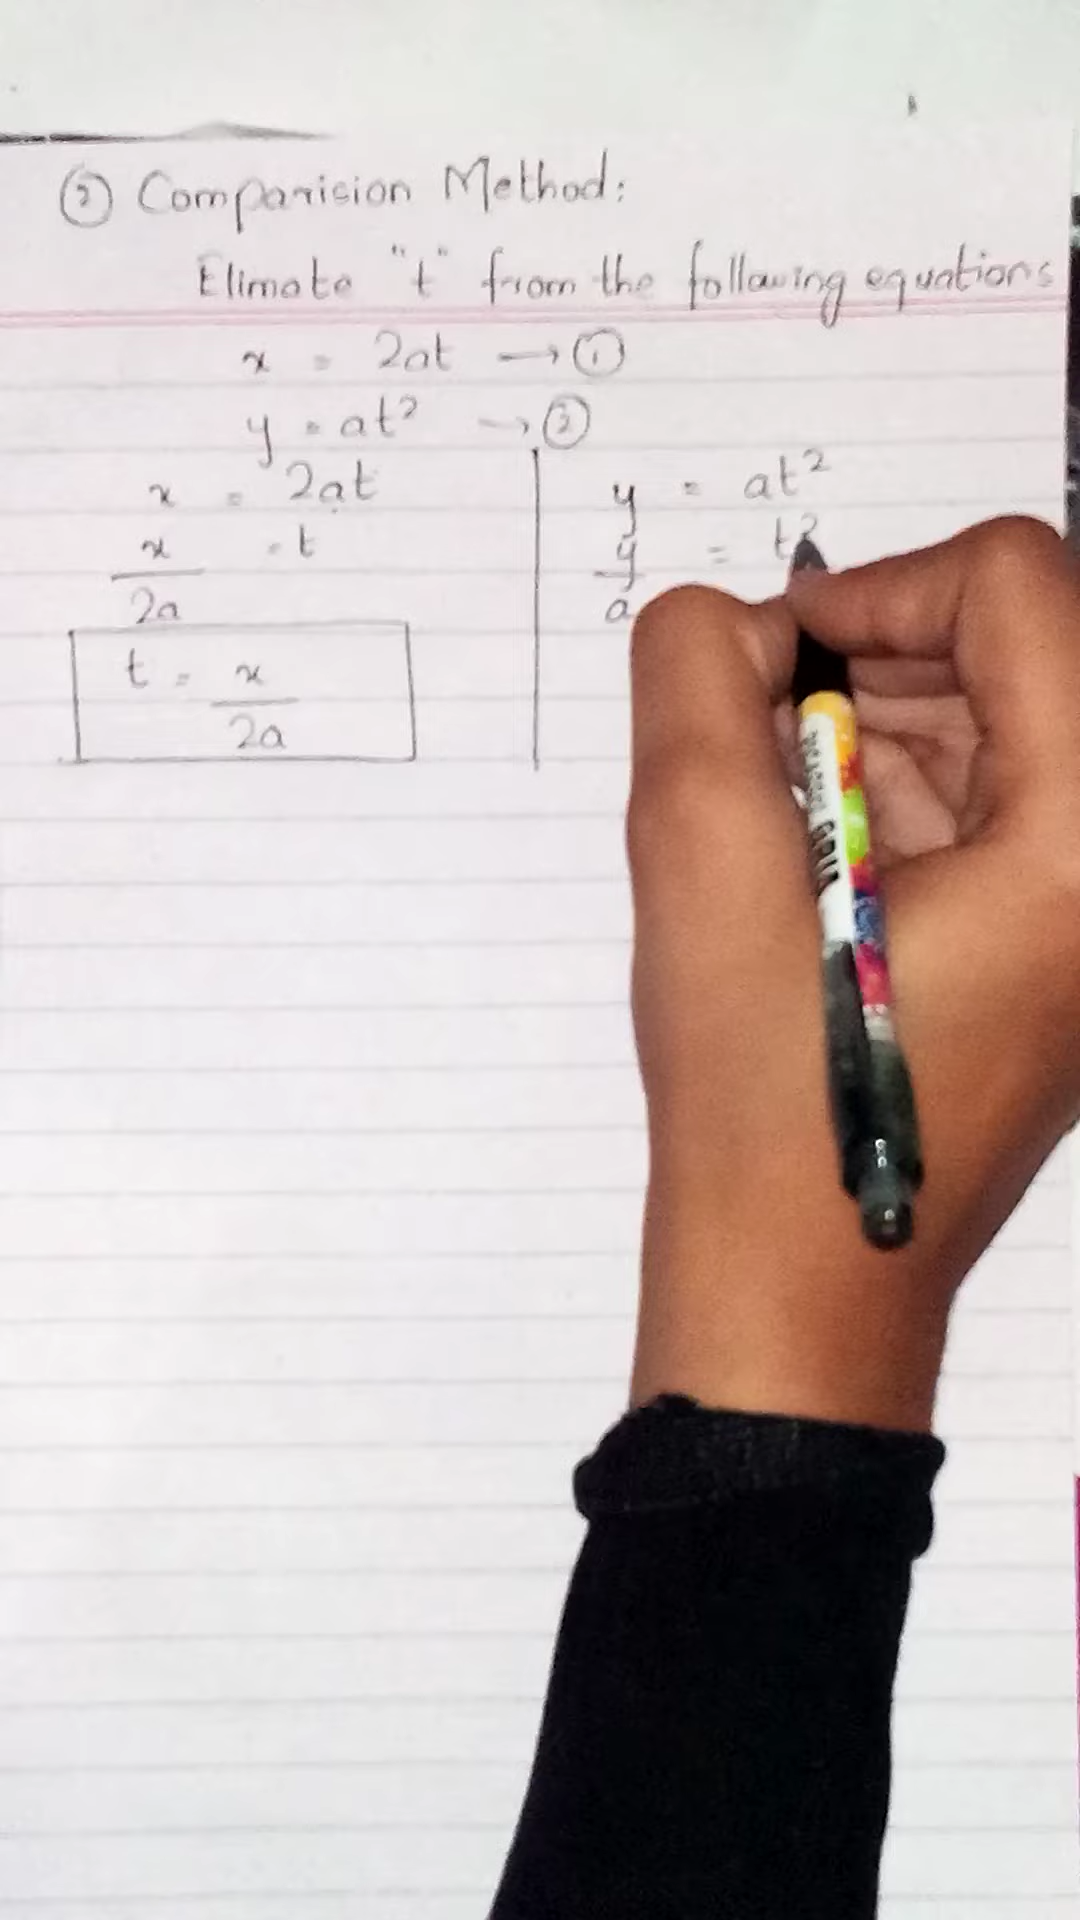 ② Comparision Method:
Elimate "t" from the following equations
x = 2at → ①
y = at² → ②
x = 2at
x/2a = t
t = x/2a
y = at²
y/a = t²